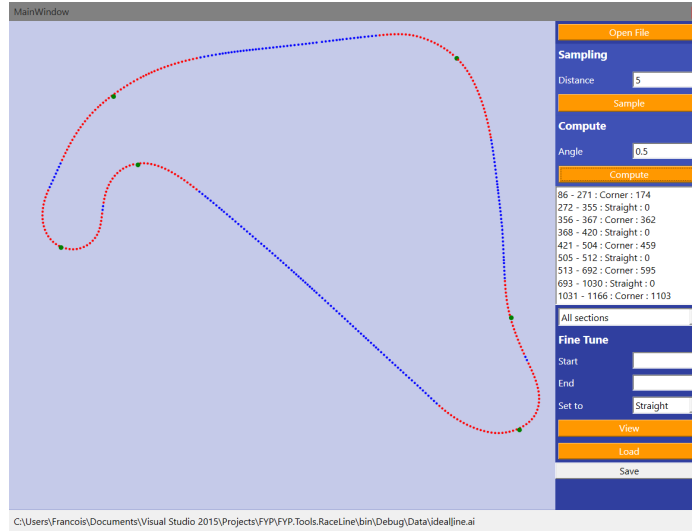 MainWindow
Open File
Sampling
Distance 5
Sample
Compute
Angle 0.5
Compute
86 - 271 : Corner : 174
272 - 355 : Straight : 0
356 - 367 : Corner : 362
368 - 420 : Straight : 0
421 - 504 : Corner : 459
505 - 512 : Straight : 0
513 - 692 : Corner : 595
693 - 1030 : Straight : 0
1031 - 1166 : Corner : 1103
All sections
Fine Tune
Start
End
Set to Straight
View
Load
Save
C:\Users\Francois\Documents\Visual Studio 2015\Projects\FYP\FYP.Tools.RaceLine\bin\Debug\Data\idealline.ai